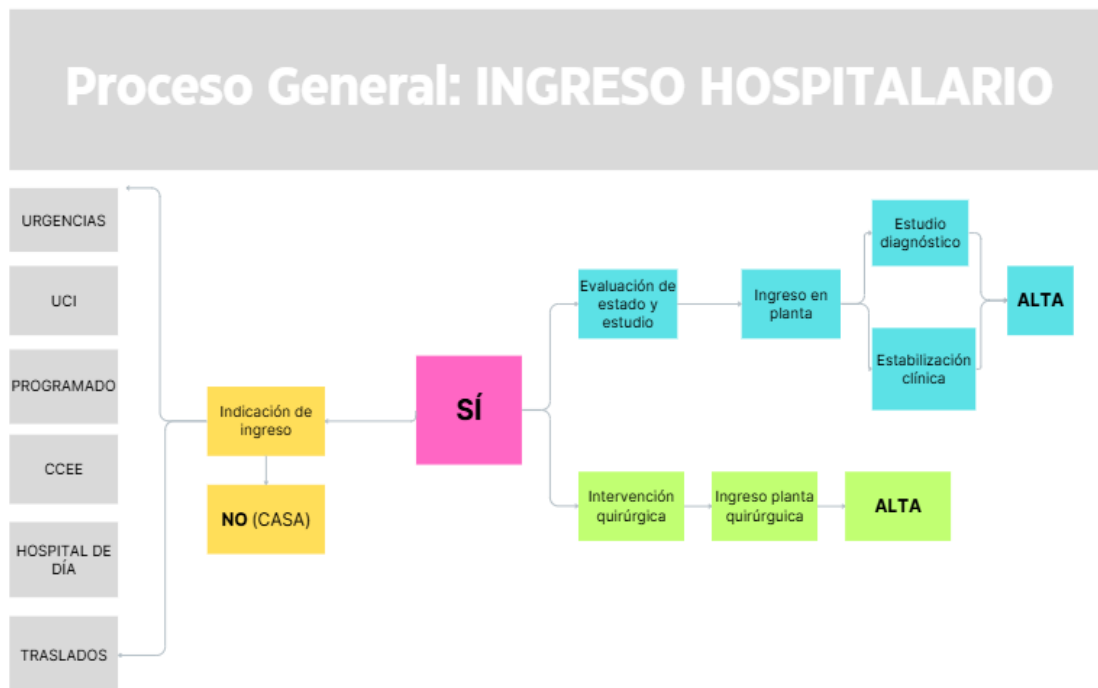 Proceso General: INGRESO HOSPITALARIO
URGENCIAS
UCI
PROGRAMADO
CCEE
HOSPITAL DE
DÍA
TRASLADOS
Indicación de
ingreso
NO (CASA)
SÍ
Evaluación de
estado y
estudio
Ingreso en
planta
Estudio
diagnóstico
Estabilización
clínica
ALTA
Intervención
quirúrgica
Ingreso planta
quirúrguica
ALTA